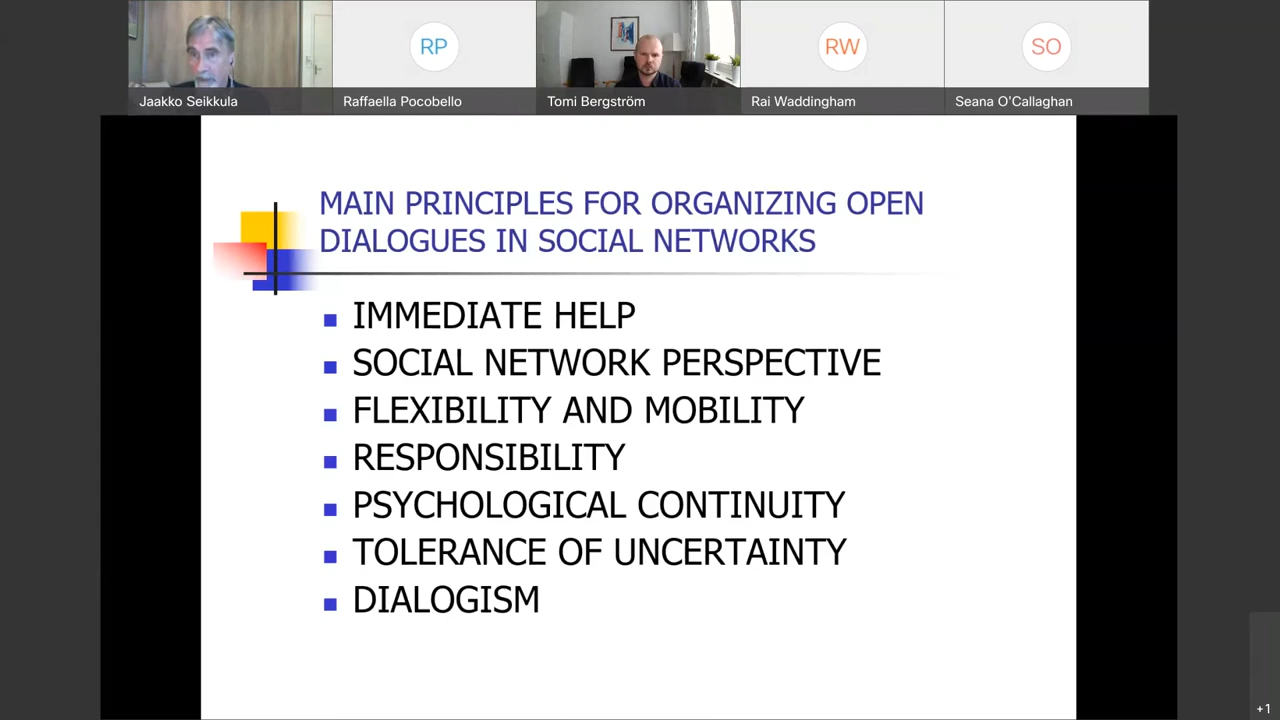 RP
RW
SO
Jaakko Seikkula
Raffaella Pocobello
Tomi Bergström
Rai Waddingham
Seana O'Callaghan
MAIN PRINCIPLES FOR ORGANIZING OPEN
DIALOGUES IN SOCIAL NETWORKS
IMMEDIATE HELP
SOCIAL NETWORK PERSPECTIVE
FLEXIBILITY AND MOBILITY
RESPONSIBILITY
PSYCHOLOGICAL CONTINUITY
TOLERANCE OF UNCERTAINTY
DIALOGISM
+1